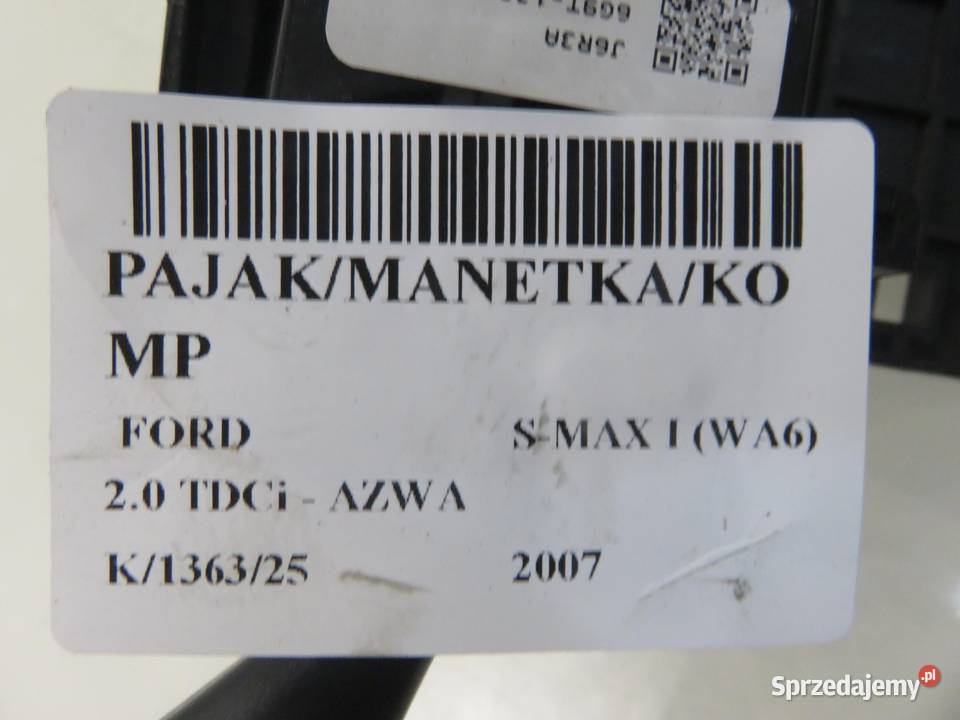 J6R3A
PAJAK/MANETKA/KO
MP
FORD S-MAX I (WA6)
2.0 TDCi - AZWA
K/1363/25 2007
Sprzedajemy.pl